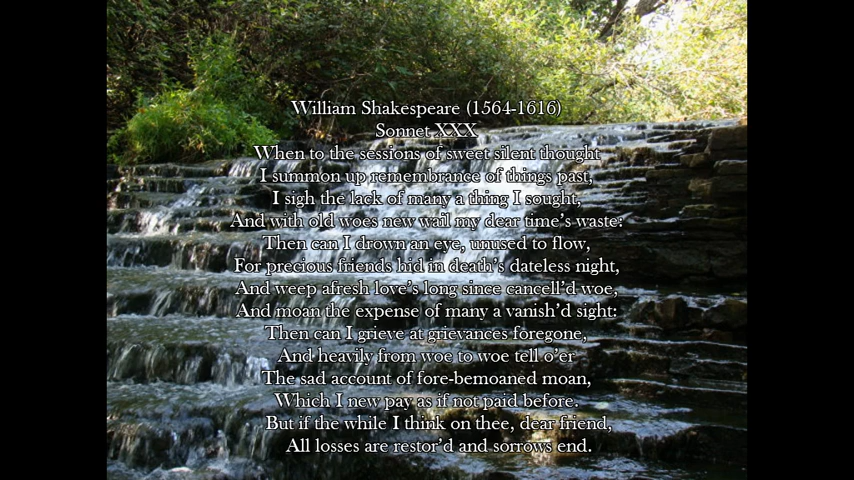 William Shakespeare (1564-1616)
Sonnet XXX
When to the sessions of sweet silent thought
I summon up remembrance of things past,
I sigh the lack of many a thing I sought,
And with old woes new wail my dear time's waste:
Then can I drown an eye, unused to flow,
For precious friends hid in death's dateless night,
And weep afresh love's long since cancell'd woe,
And moan the expense of many a vanish'd sight:
Then can I grieve at grievances foregone,
And heavily from woe to woe tell o'er
The sad account of fore-bemoaned moan,
Which I new pay as if not paid before.
But if the while I think on thee, dear friend,
All losses are restor'd and sorrows end.